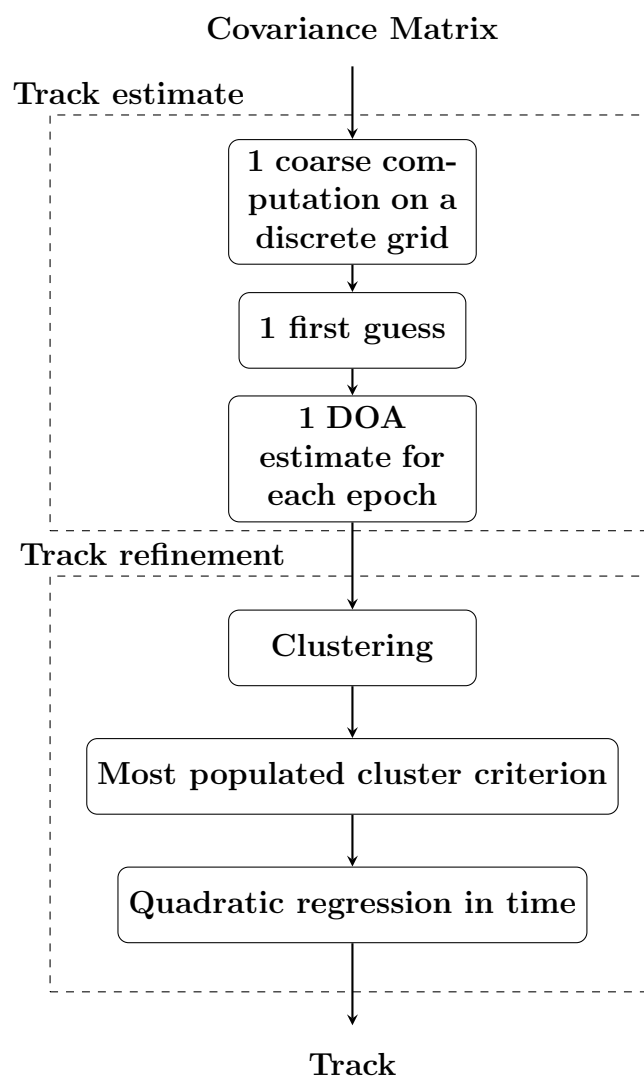 Covariance Matrix
Track estimate
1 coarse com-
putation on a
discrete grid
1 first guess
1 DOA
estimate for
each epoch
Track refinement
Clustering
Most populated cluster criterion
Quadratic regression in time
Track